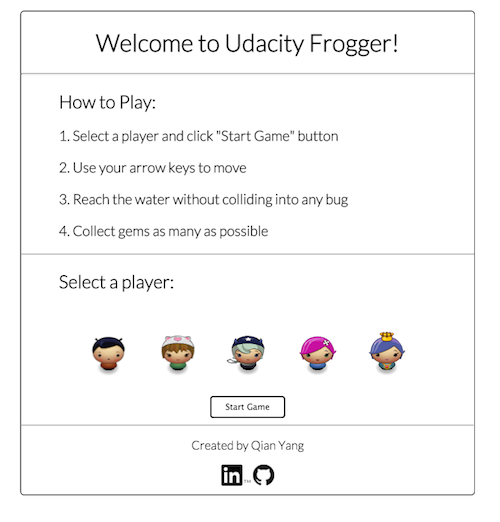 Welcome to Udacity Frogger!
How to Play:
1. Select a player and click "Start Game" button
2. Use your arrow keys to move
3. Reach the water without colliding into any bug
4. Collect gems as many as possible
Select a player:
Start Game
Created by Qian Yang
in TM